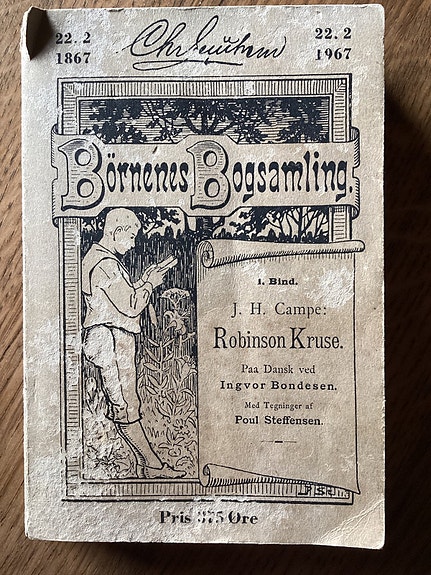 22. 2
1867
22. 2
1967
Börnenes Bogsamling.
1. Bind.
J. H. Campe:
Robinson Kruse.
Paa Dansk ved
Ingvor Bondesen.
Med Tegninger af
Poul Steffensen.
Pris 375 Øre